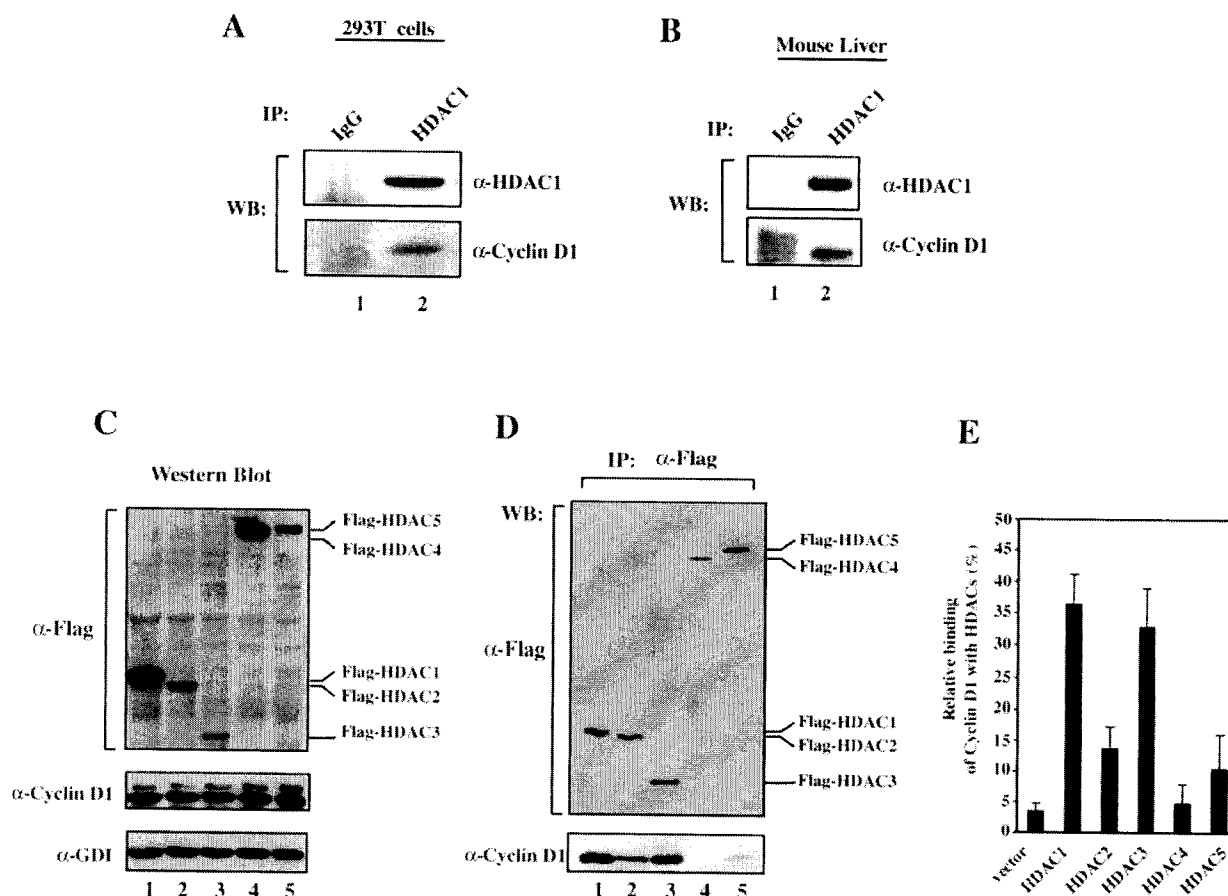 A
293T cells
IP:
IgG
HDAC1
WB:
α-HDAC1
α-Cyclin D1
1 2
B
Mouse Liver
IP:
IgG
HDAC1
WB:
α-HDAC1
α-Cyclin D1
1 2
C
Western Blot
α-Flag
Flag-HDAC5
Flag-HDAC4
Flag-HDAC1
Flag-HDAC2
Flag-HDAC3
α-Cyclin D1
α-GDI
1 2 3 4 5
D
IP: α-Flag
WB:
α-Flag
Flag-HDAC5
Flag-HDAC4
Flag-HDAC1
Flag-HDAC2
Flag-HDAC3
α-Cyclin D1
1 2 3 4 5
E
Relative binding
of Cyclin D1 with HDACs (%)
50
45
40
35
30
25
20
15
10
5
0
vector
HDAC1
HDAC2
HDAC3
HDAC4
HDAC5